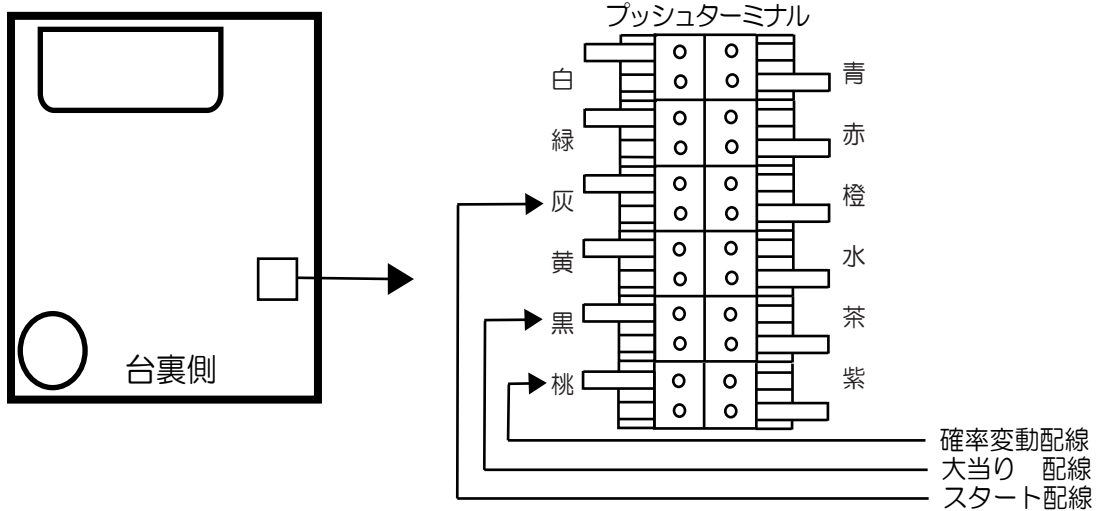 プッシュターミナル
白
青
緑
赤
灰
橙
黄
水
黒
茶
桃
紫
台裏側
確率変動配線
大当り　配線
スタート配線